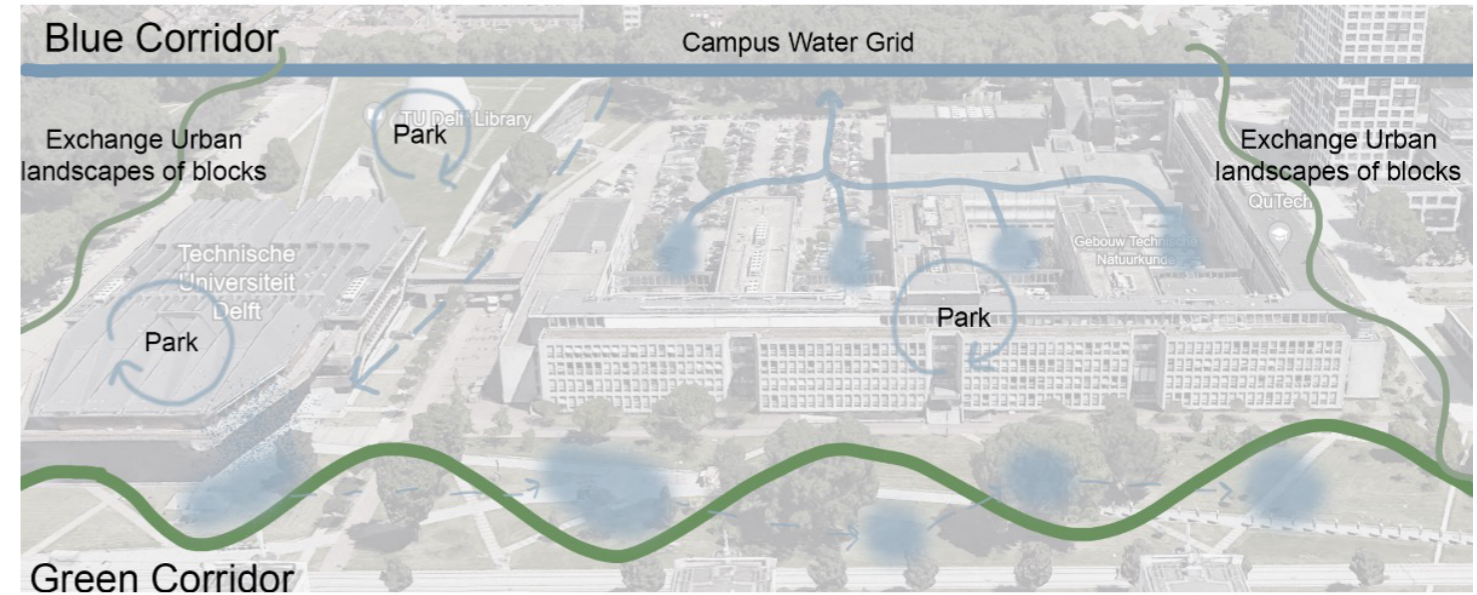 Blue Corridor
Campus Water Grid
TU Delft Library
Park
Exchange Urban
landscapes of blocks
Exchange Urban
landscapes of blocks
QuTech
Technische
Universiteit
Delft
Gebouw Technische
Natuurkunde
Park
Park
Green Corridor